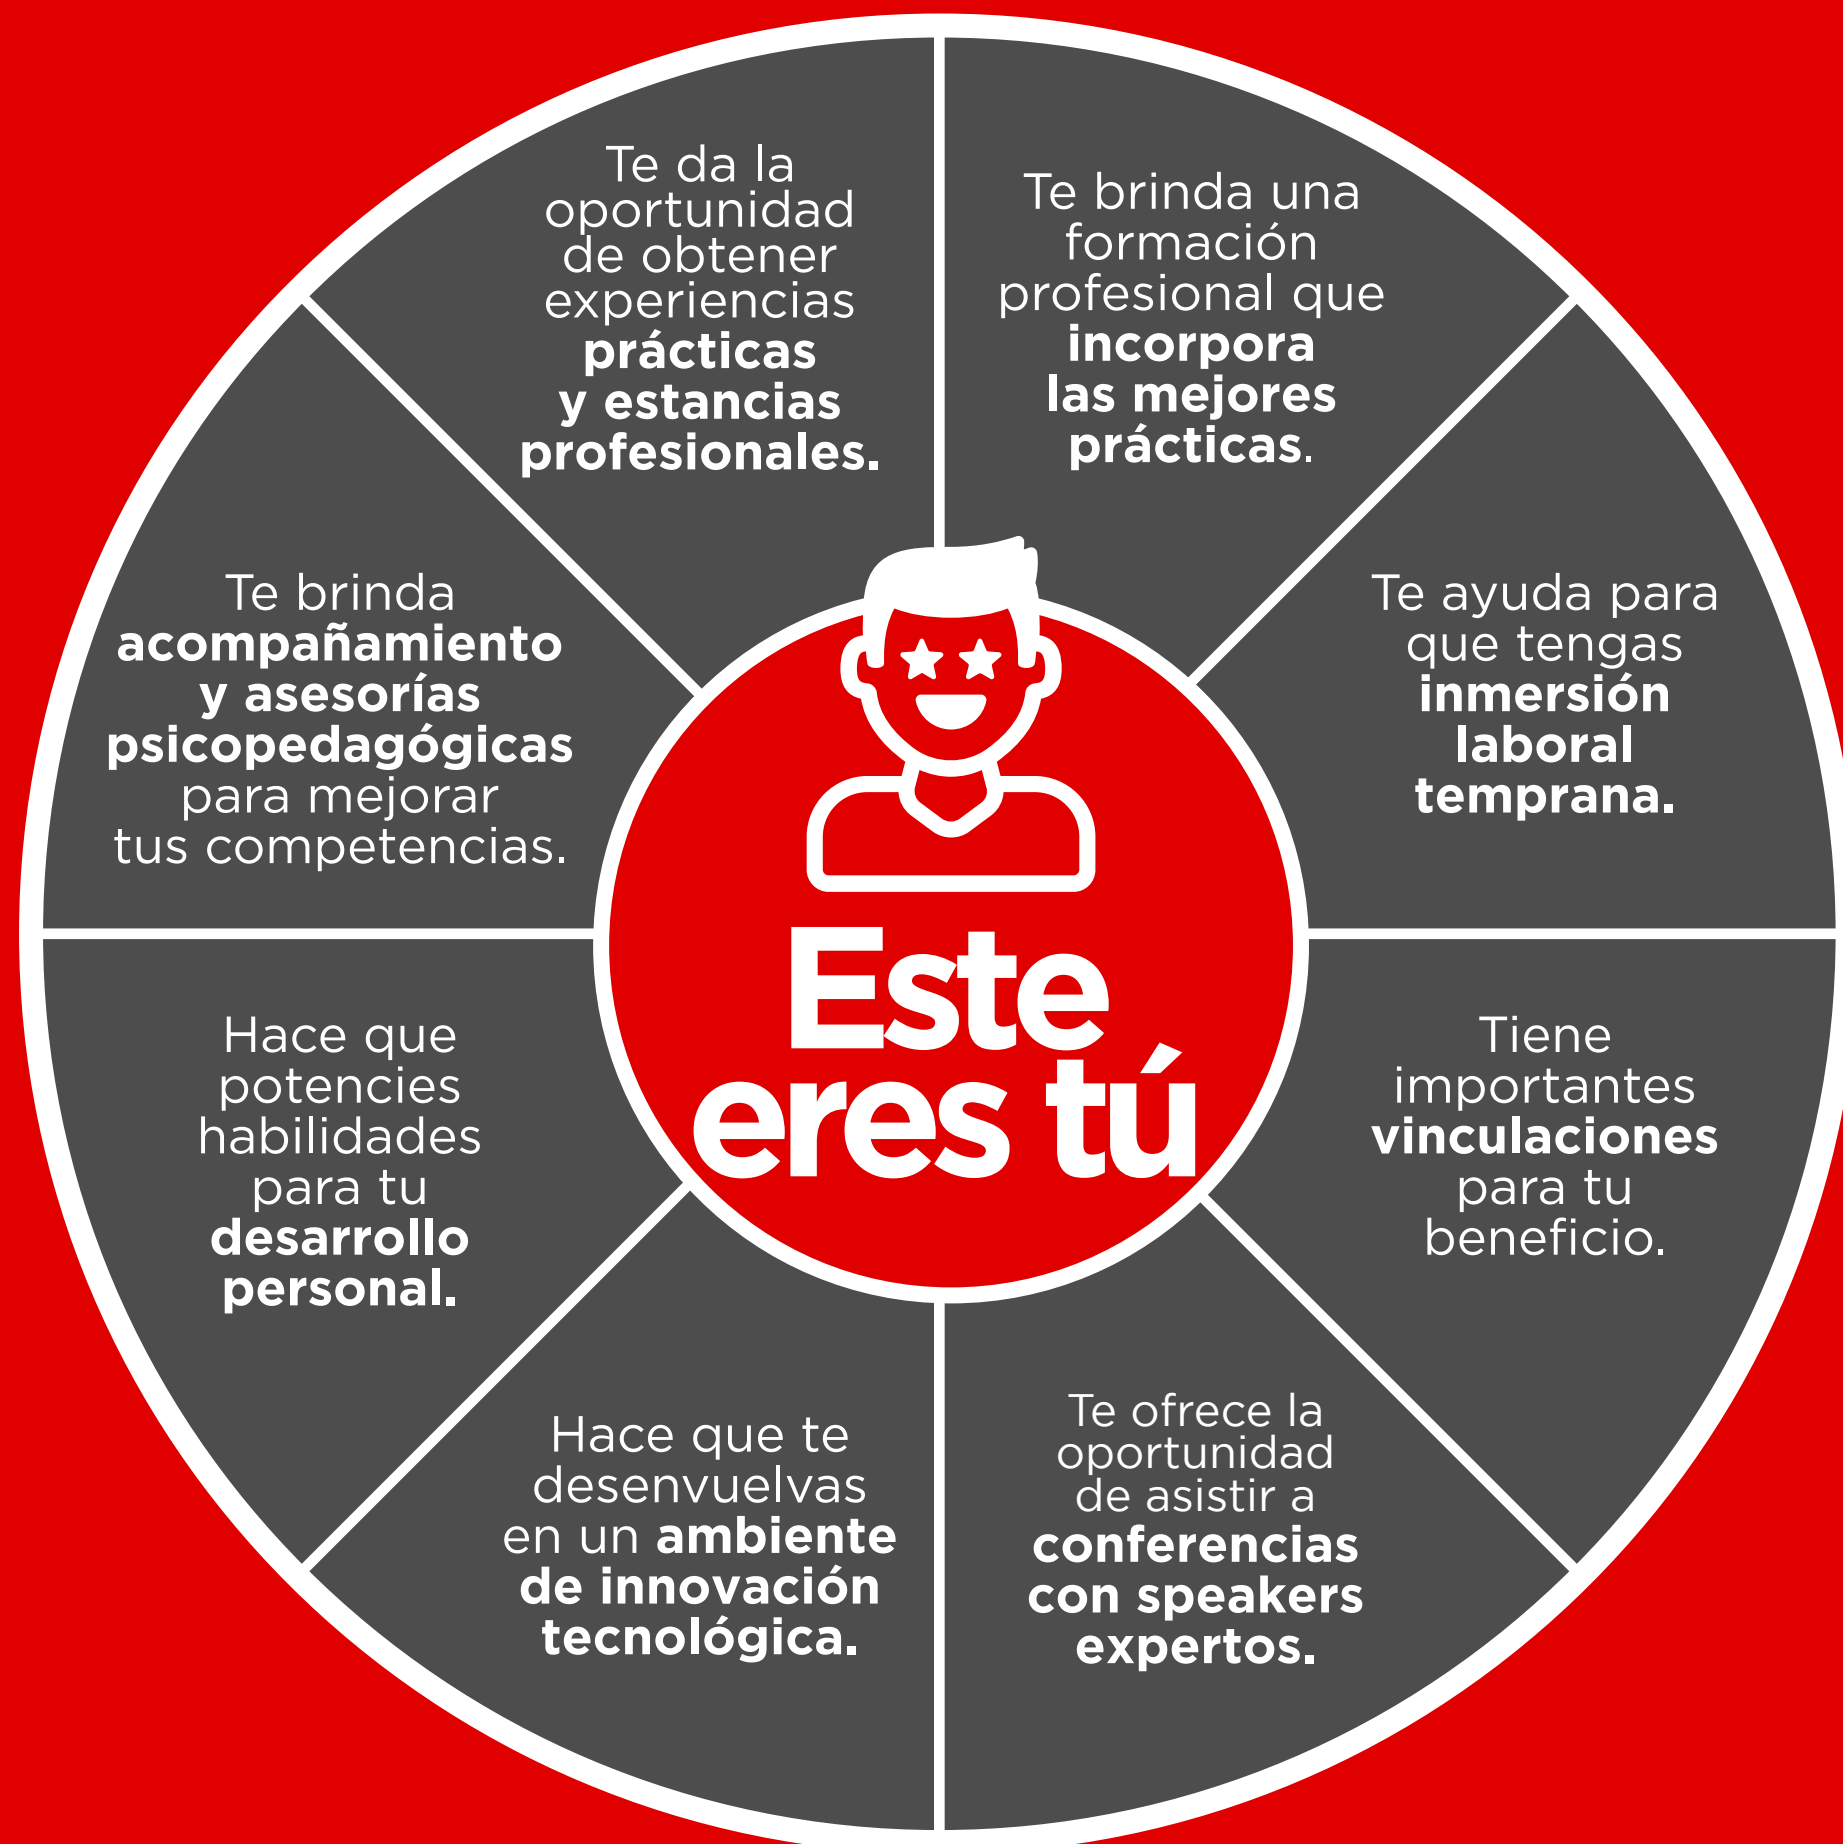 Te da la
oportunidad
de obtener
experiencias
prácticas
y estancias
profesionales.
Te brinda una
formación
profesional que
incorpora
las mejores
prácticas.
Te brinda
acompañamiento
y asesorías
psicopedagógicas
para mejorar
tus competencias.
Te ayuda para
que tengas
inmersión
laboral
temprana.
Este
eres tú
Hace que
potencies
habilidades
para tu
desarrollo
personal.
Tiene
importantes
vinculaciones
para tu
beneficio.
Hace que te
desenvuelvas
en un ambiente
de innovación
tecnológica.
Te ofrece la
oportunidad
de asistir a
conferencias
con speakers
expertos.